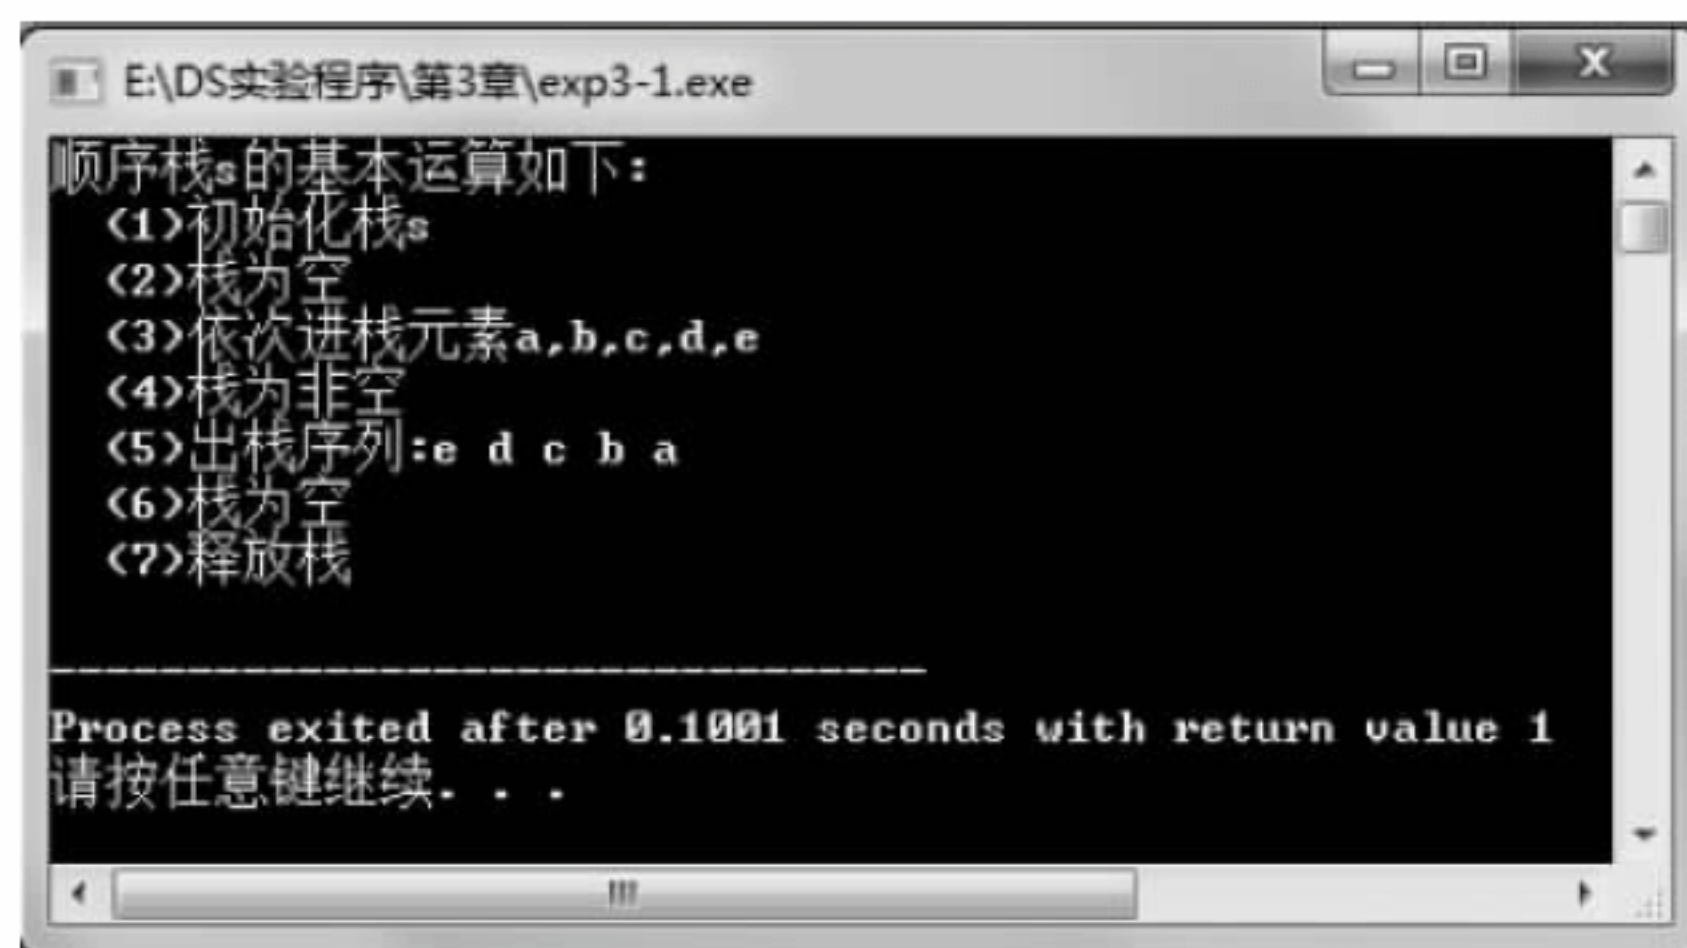 E:\DS实验程序\第3章\exp3-1.exe
顺序栈s的基本运算如下:
(1)初始化栈s
(2)栈为空
(3)依次进栈元素a,b,c,d,e
(4)栈为非空
(5)出栈序列:e d c b a
(6)栈为空
(7)释放栈
--------------------------------
Process exited after 0.1001 seconds with return value 1
请按任意键继续. . .